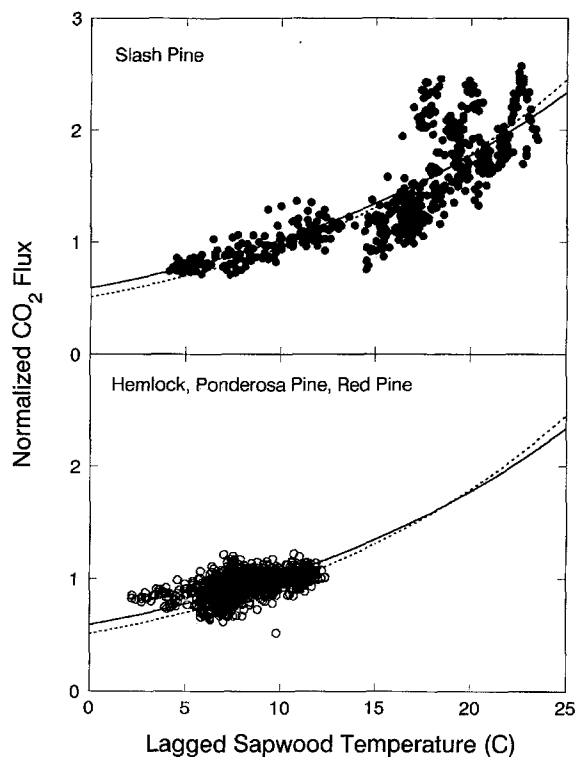 3
Slash Pine
2
1
0
Hemlock, Ponderosa Pine, Red Pine
2
1
0
0 5 10 15 20 25
Normalized CO2 Flux
Lagged Sapwood Temperature (C)